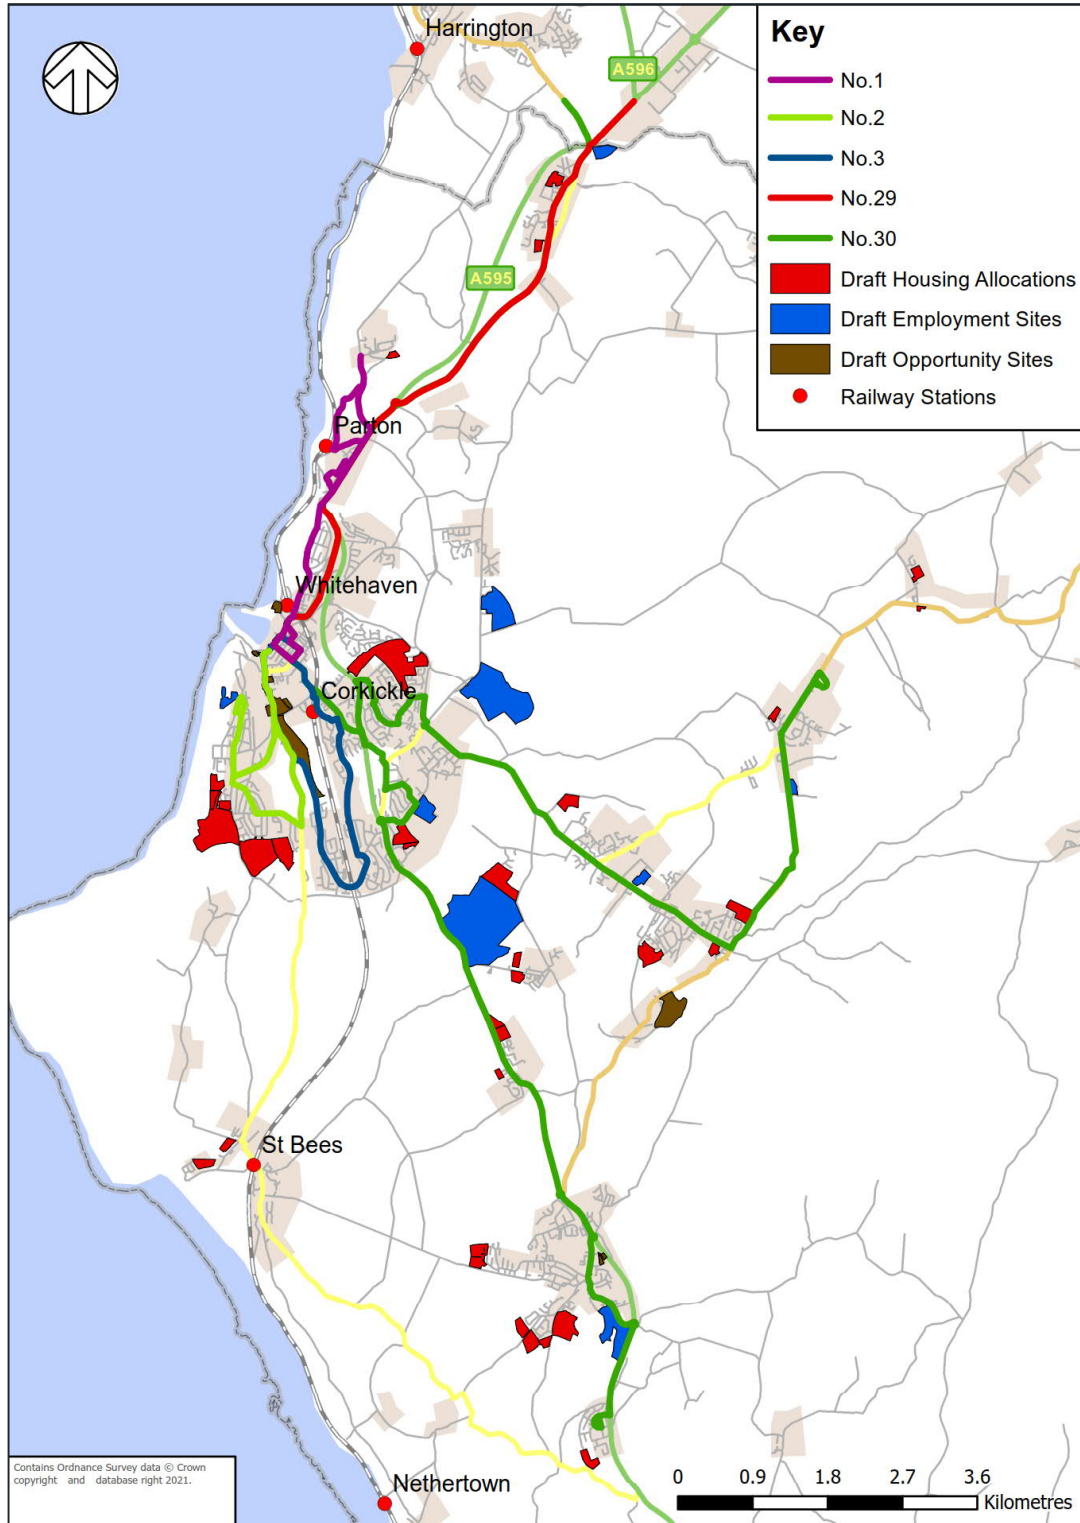 Harrington
A596
Key
No.1
No.2
No.3
No.29
No.30
Draft Housing Allocations
Draft Employment Sites
Draft Opportunity Sites
Railway Stations
A595
Parton
Whitehaven
Corkickle
St Bees
Nethertown
Contains Ordnance Survey data © Crown
copyright and database right 2021.
0 0.9 1.8 2.7 3.6
Kilometres